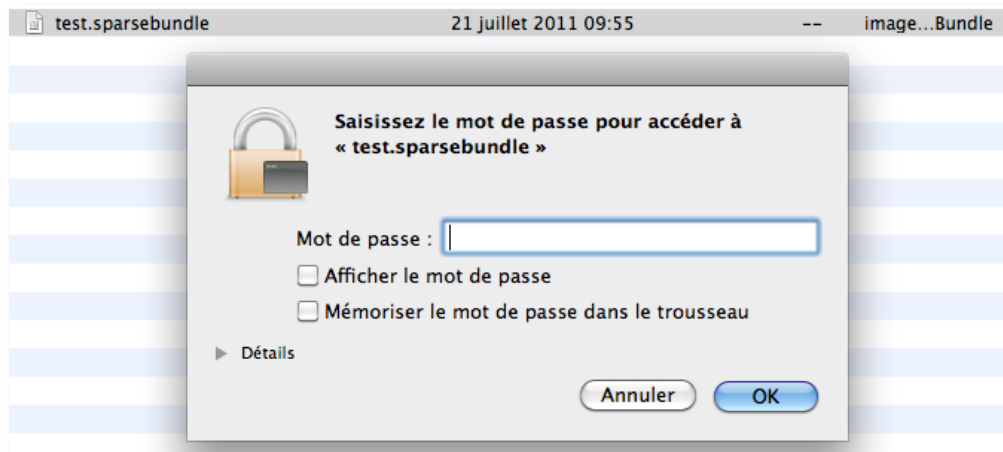 test.sparsebundle 21 juillet 2011 09:55 -- image...Bundle
Saisissez le mot de passe pour accéder à
« test.sparsebundle »
Mot de passe :
Afficher le mot de passe
Mémoriser le mot de passe dans le trousseau
Détails
Annuler OK